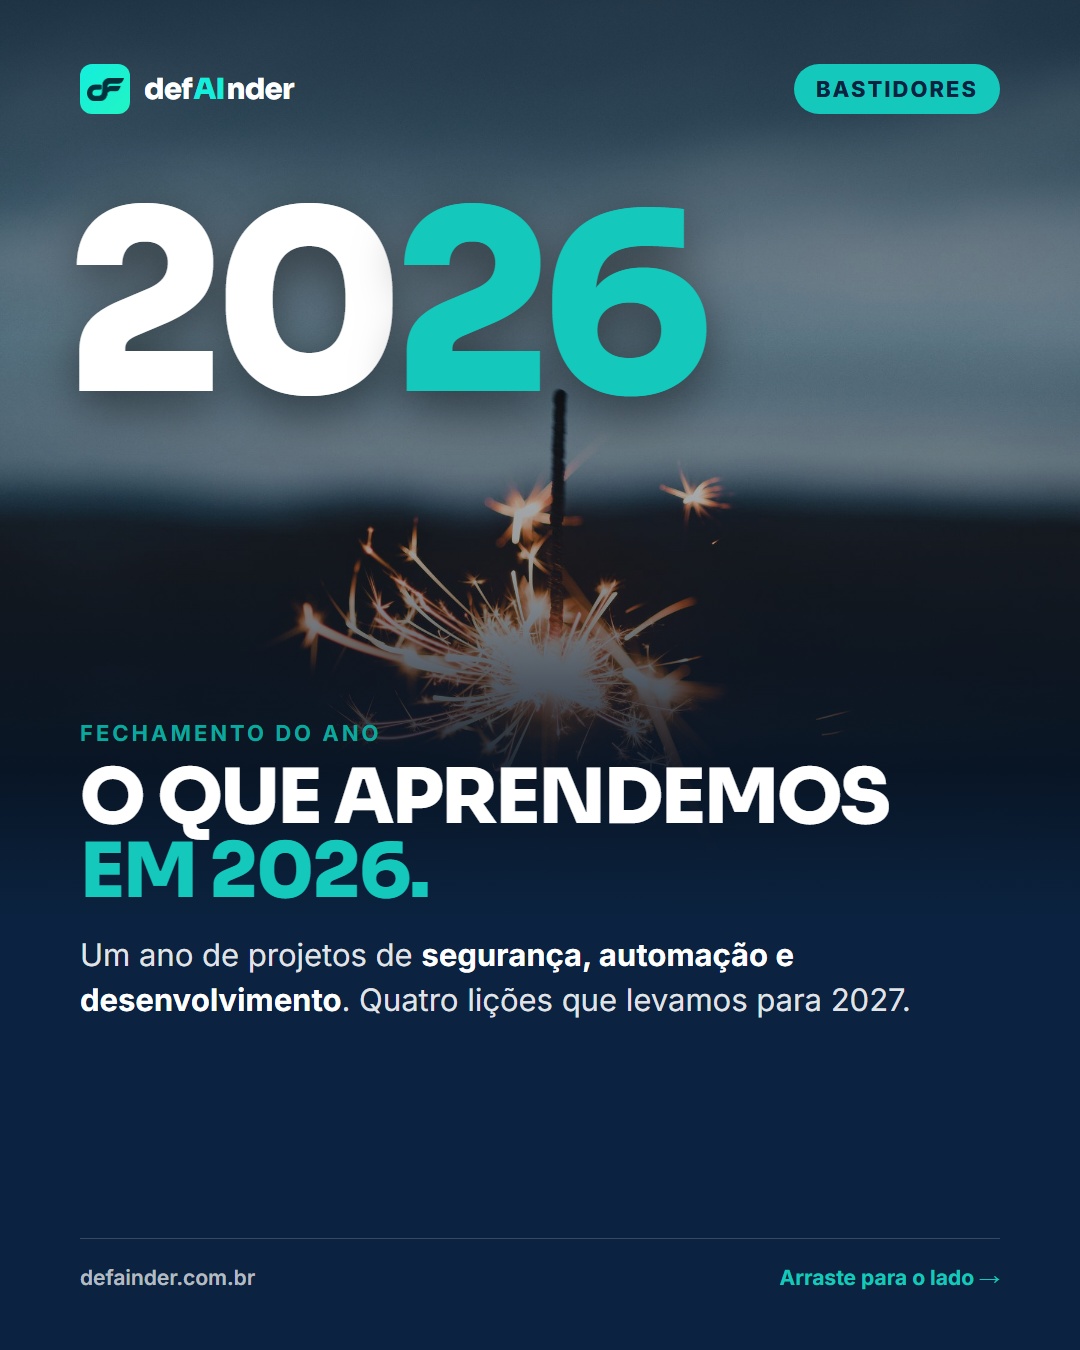 defAInder
BASTIDORES
2026
FECHAMENTO DO ANO
O QUE APRENDEMOS
EM 2026.
Um ano de projetos de segurança, automação e
desenvolvimento. Quatro lições que levamos para 2027.
defainder.com.br
Arraste para o lado →